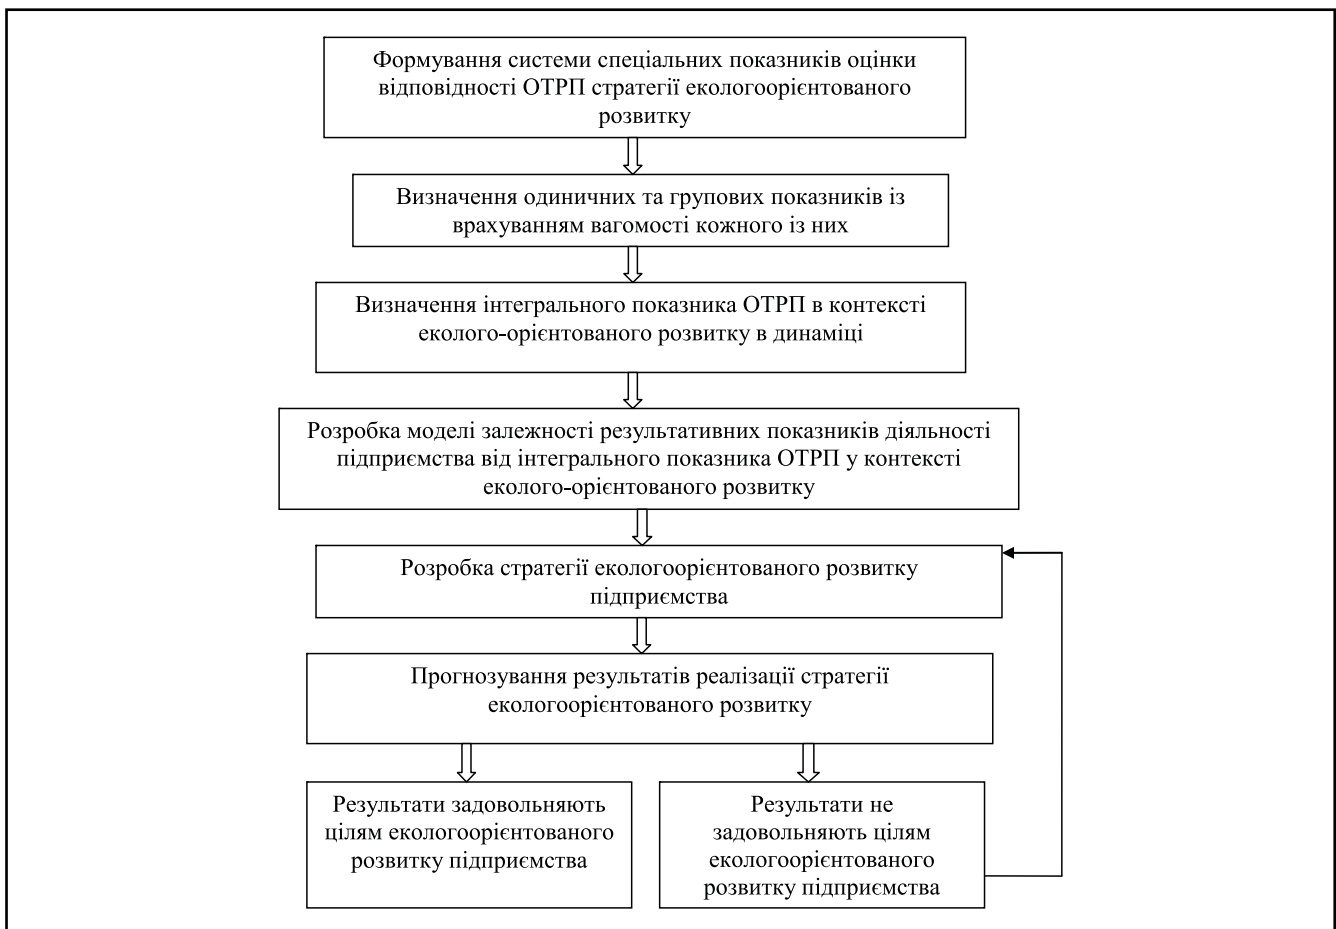 Формування системи спеціальних показників оцінки
відповідності ОТРП стратегії екологоорієнтованого
розвитку
Визначення одиничних та групових показників із
врахуванням вагомості кожного із них
Визначення інтегрального показника ОТРП в контексті
еколого-орієнтованого розвитку в динаміці
Розробка моделі залежності результативних показників діяльності
підприємства від інтегрального показника ОТРП у контексті
еколого-орієнтованого розвитку
Розробка стратегії екологоорієнтованого розвитку
підприємства
Прогнозування результатів реалізації стратегії
екологоорієнтованого розвитку
Результати задовольняють
цілям екологоорієнтованого
розвитку підприємства
Результати не
задовольняють цілям
екологоорієнтованого
розвитку підприємства